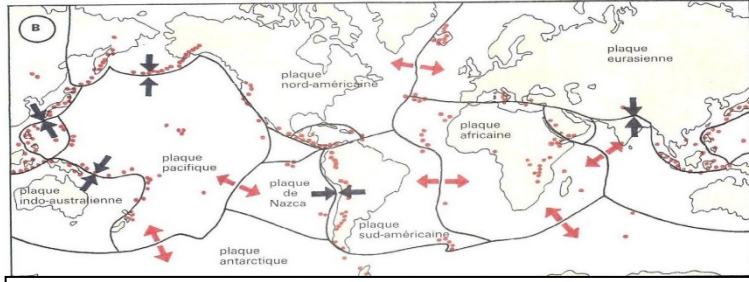 B
plaque
nord-américaine
plaque
eurasienne
plaque
africaine
plaque
pacifique
plaque
indo-australienne
plaque
de
Nazca
plaque
sud-américaine
plaque
antarctique